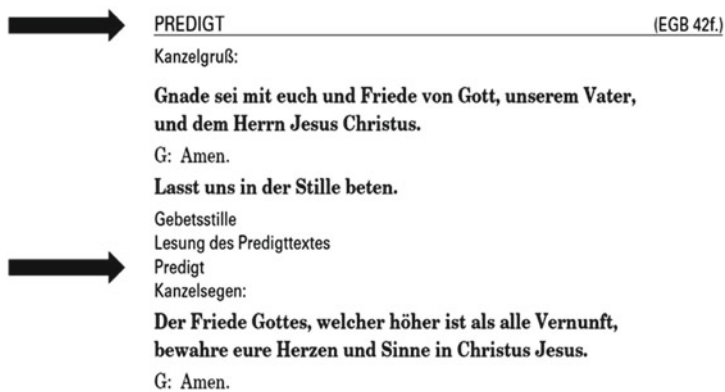 PREDIGT (EGB 42f.)
Kanzelgruß:
Gnade sei mit euch und Friede von Gott, unserem Vater,
und dem Herrn Jesus Christus.
G: Amen.
Lasst uns in der Stille beten.
Gebetsstille
Lesung des Predigttextes
Predigt
Kanzelsegen:
Der Friede Gottes, welcher höher ist als alle Vernunft,
bewahre eure Herzen und Sinne in Christus Jesus.
G: Amen.